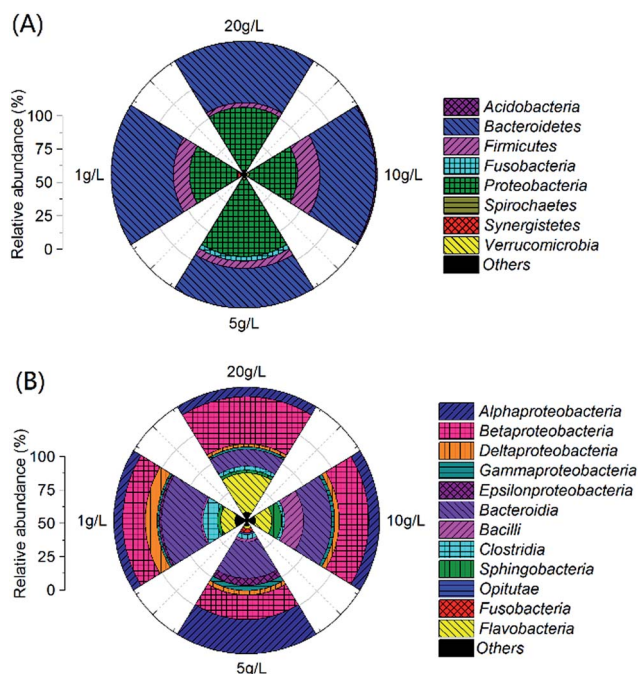 (A)
20g/L
Relative abundance (%)
100
75
50
25
0
1g/L
10g/L
5g/L
Acidobacteria
Bacteroidetes
Firmicutes
Fusobacteria
Proteobacteria
Spirochaetes
Synergistetes
Verrucomicrobia
Others
(B)
20g/L
Relative abundance (%)
100
75
50
25
0
1g/L
10g/L
5g/L
Alphaproteobacteria
Betaproteobacteria
Deltaproteobacteria
Gammaproteobacteria
Epsilonproteobacteria
Bacteroidia
Bacilli
Clostridia
Sphingobacteria
Opitutae
Fusobacteria
Flavobacteria
Others